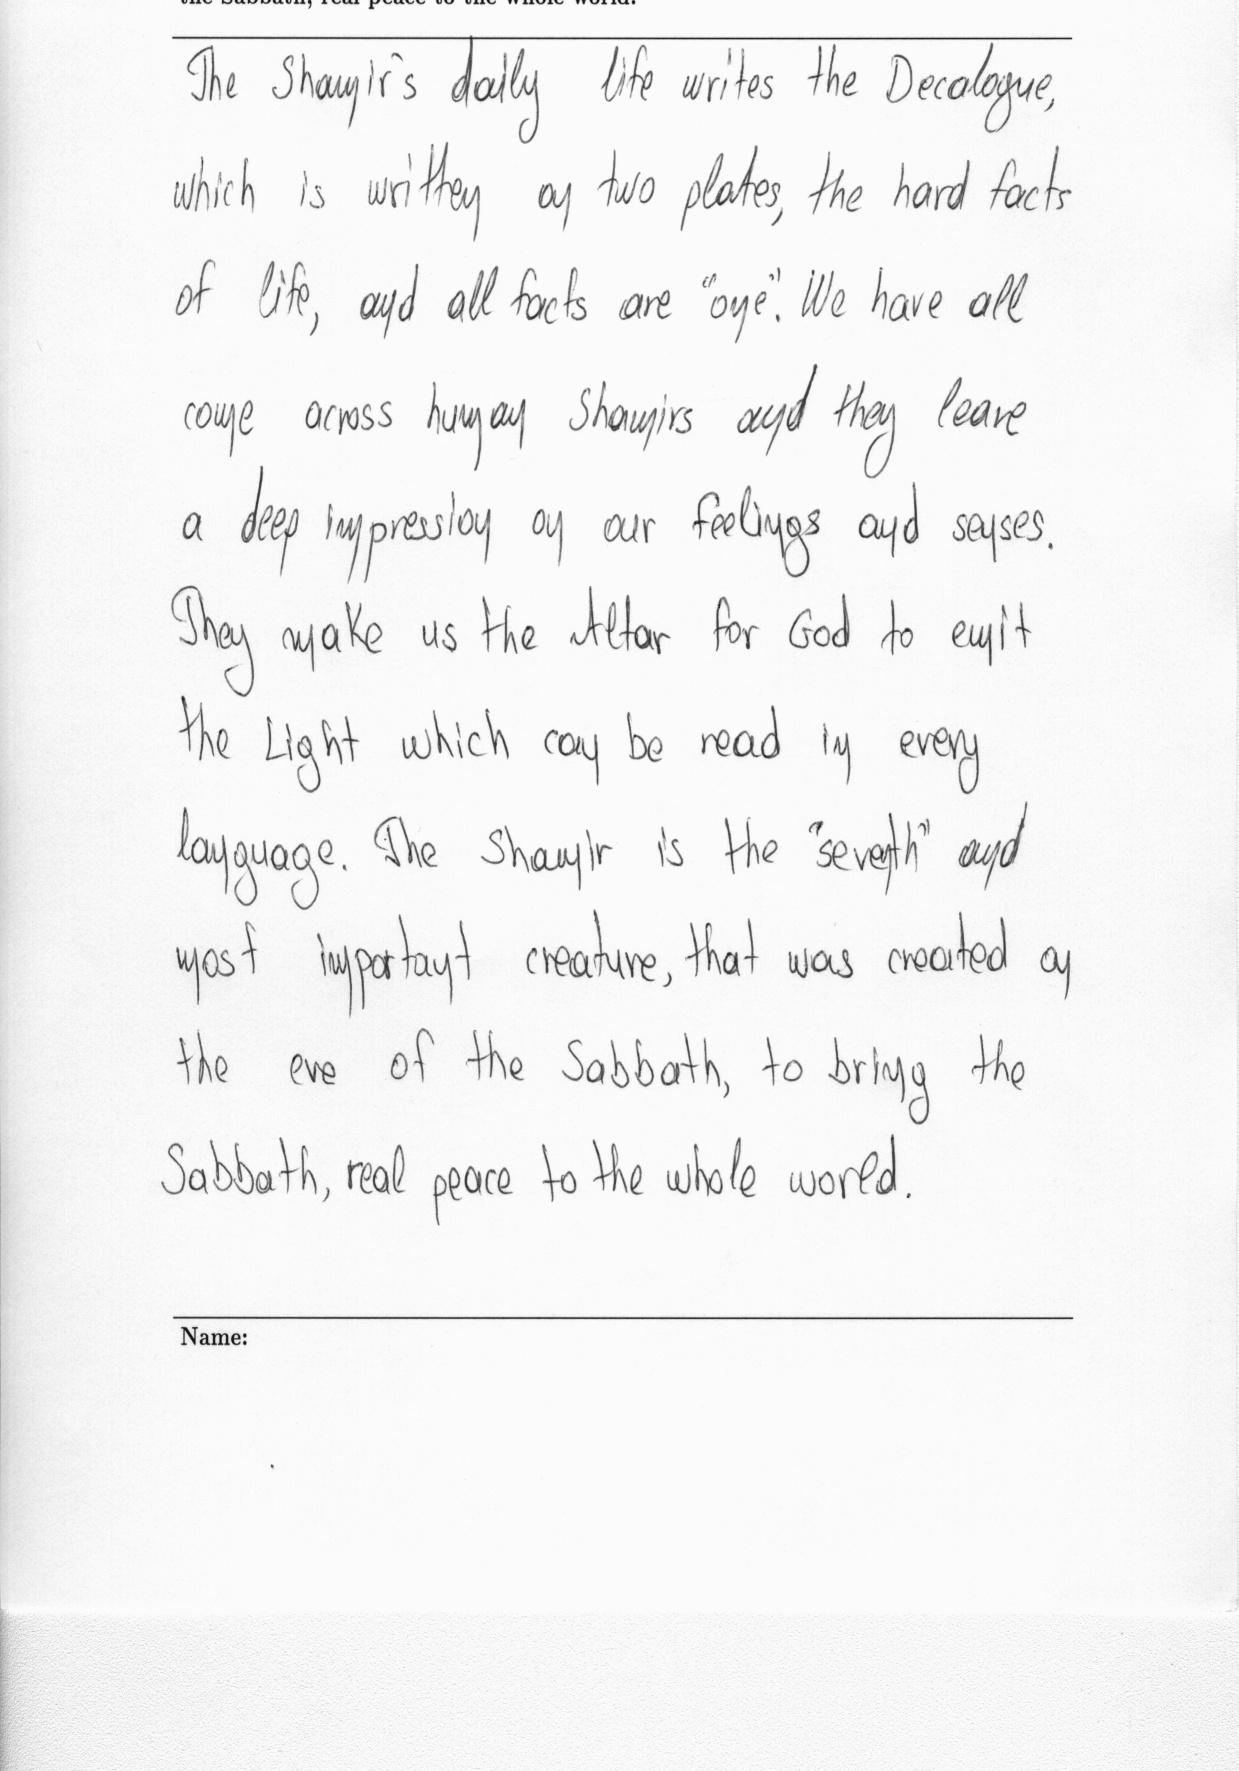 the Sabbath, real peace to the whole world.
The Shamir's daily life writes the Decalogue,
which is written on two plates, the hard facts
of life, and all facts are "one". We have all
come across human Shamirs and they leave
a deep impression on our feelings and senses.
They make us the Altar for God to emit
the Light which can be read in every
language. The Shamir is the "seventh" and
most important creature, that was created on
the eve of the Sabbath, to bring the
Sabbath, real peace to the whole world.
Name: